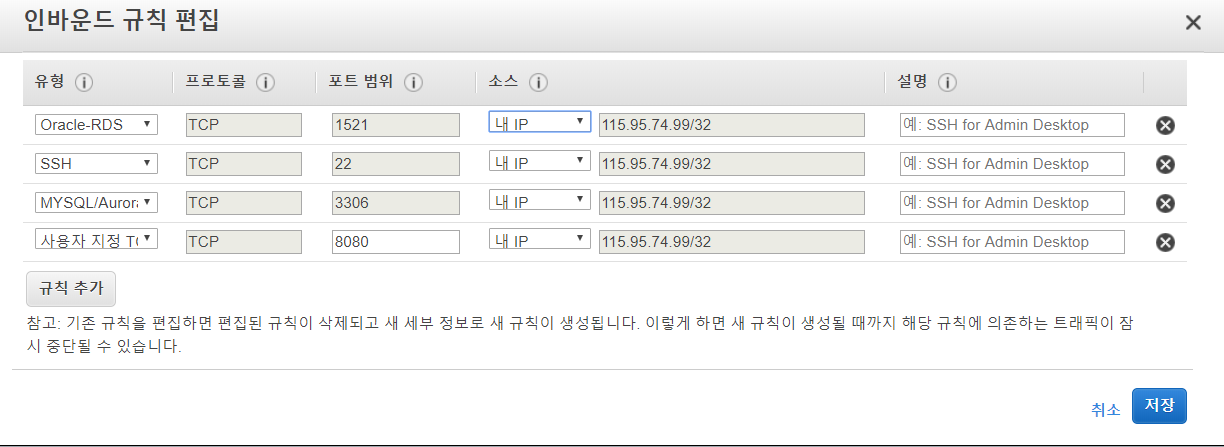 인바운드 규칙 편집
유형 프로토콜 포트 범위 소스 설명
Oracle-RDS TCP 1521 내 IP 115.95.74.99/32 예: SSH for Admin Desktop
SSH TCP 22 내 IP 115.95.74.99/32 예: SSH for Admin Desktop
MYSQL/Aurora TCP 3306 내 IP 115.95.74.99/32 예: SSH for Admin Desktop
사용자 지정 TC TCP 8080 내 IP 115.95.74.99/32 예: SSH for Admin Desktop
규칙 추가
참고: 기존 규칙을 편집하면 편집된 규칙이 삭제되고 새 세부 정보로 새 규칙이 생성됩니다. 이렇게 하면 새 규칙이 생성될 때까지 해당 규칙에 의존하는 트래픽이 잠
시 중단될 수 있습니다.
취소 저장